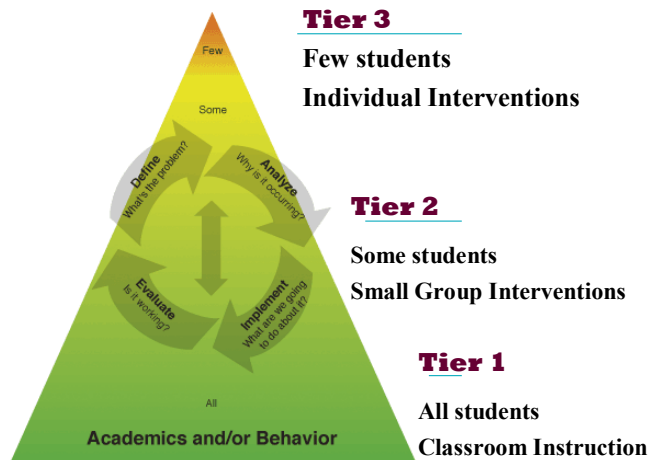 Tier 3
Few students
Individual Interventions
Few
Some
Define
What's the problem?
Analyze
Why is it occurring?
Tier 2
Some students
Small Group Interventions
Implement
What are we going
to do about it?
Evaluate
Is it working?
Tier 1
All students
Classroom Instruction
All
Academics and/or Behavior